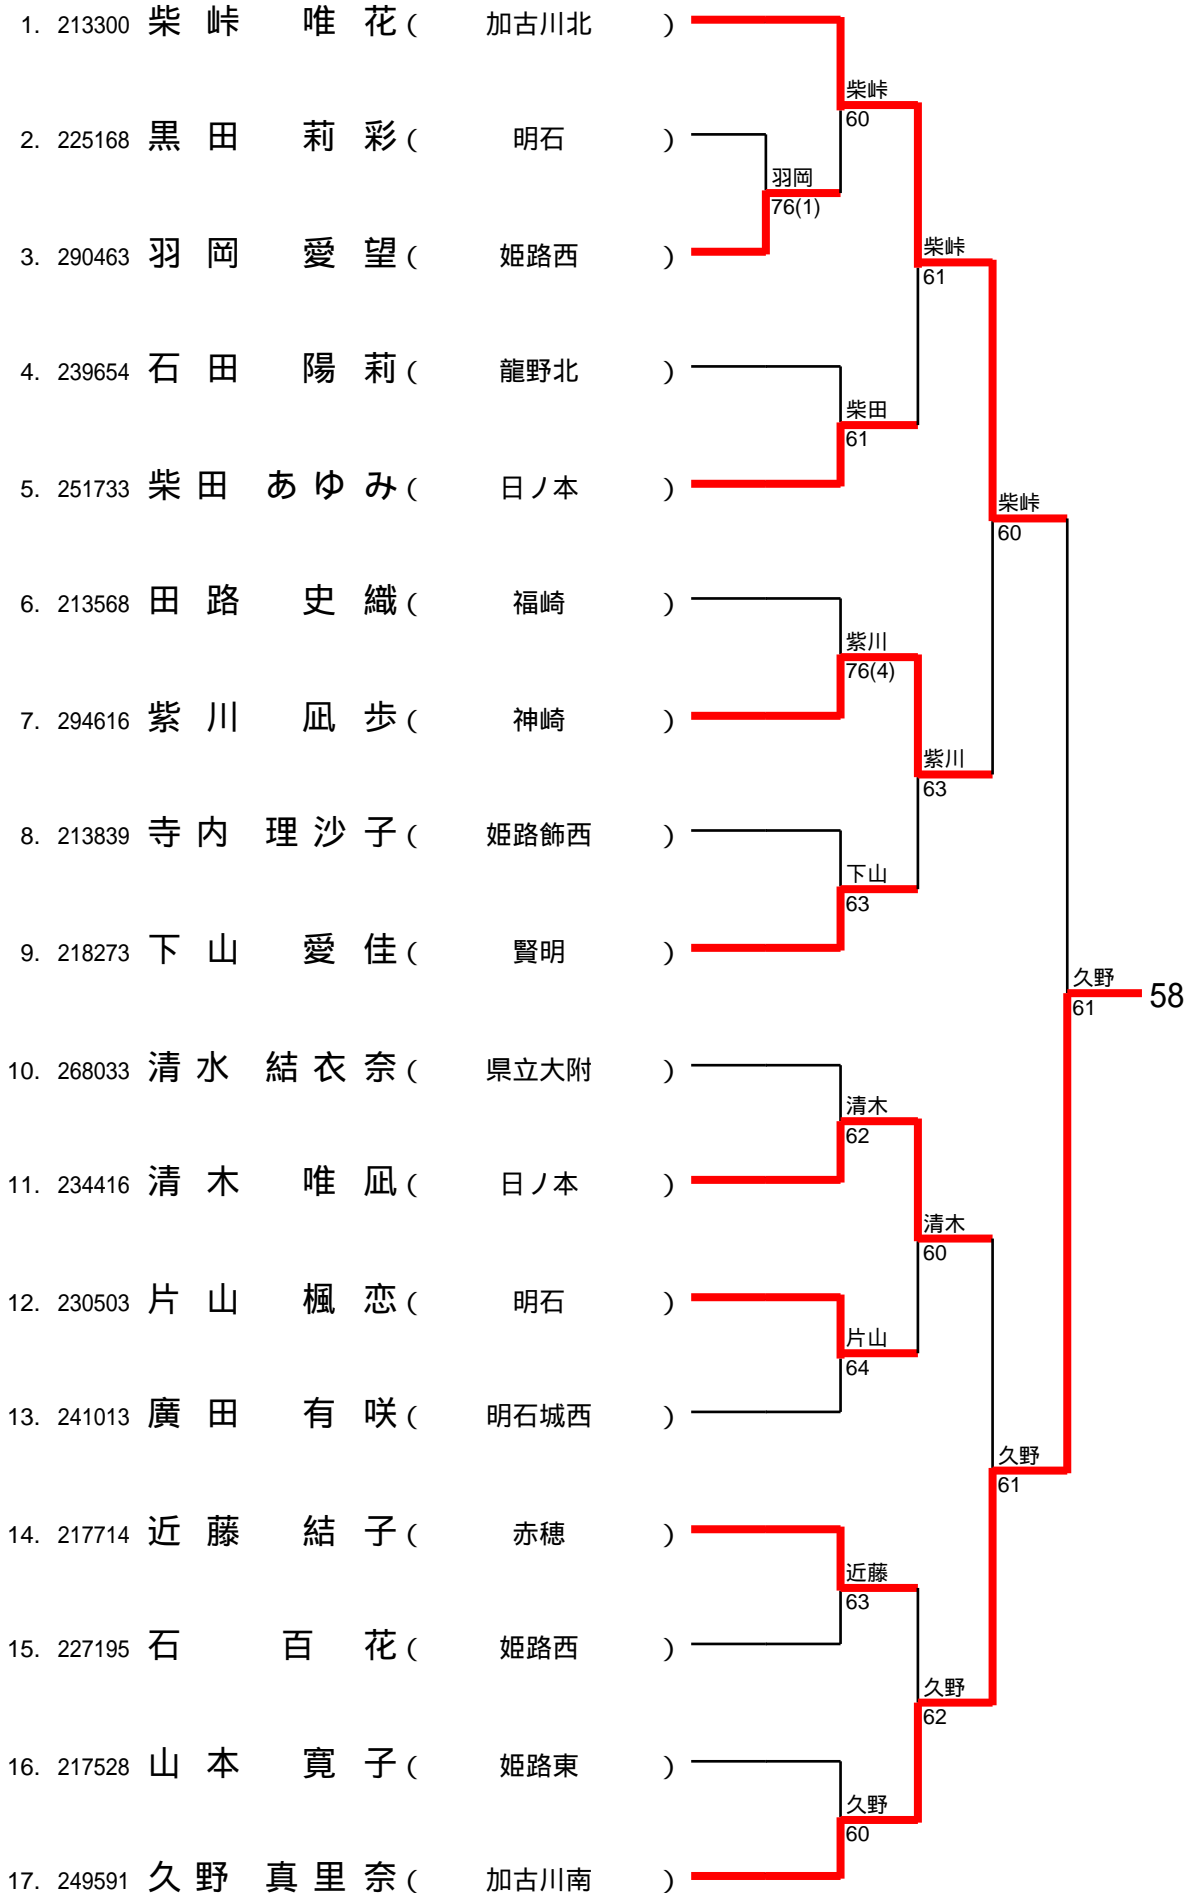 1. 213300 柴 峠 唯 花 ( 加古川北 )
柴峠
60
2. 225168 黒 田 莉 彩 ( 明石 )
羽岡
76(1)
3. 290463 羽 岡 愛 望 ( 姫路西 )
柴峠
61
4. 239654 石 田 陽 莉 ( 龍野北 )
柴田
61
5. 251733 柴 田 あ ゆ み ( 日ノ本 )
柴峠
60
6. 213568 田 路 史 織 ( 福崎 )
紫川
76(4)
7. 294616 紫 川 凪 歩 ( 神崎 )
紫川
63
8. 213839 寺 内 理 沙 子 ( 姫路飾西 )
下山
63
9. 218273 下 山 愛 佳 ( 賢明 )
久野
61
58
10. 268033 清 水 結 衣 奈 ( 県立大附 )
清木
62
11. 234416 清 木 唯 凪 ( 日ノ本 )
清木
60
12. 230503 片 山 楓 恋 ( 明石 )
片山
64
13. 241013 廣 田 有 咲 ( 明石城西 )
久野
61
14. 217714 近 藤 結 子 ( 赤穂 )
近藤
63
15. 227195 石 百 花 ( 姫路西 )
久野
62
16. 217528 山 本 寛 子 ( 姫路東 )
久野
60
17. 249591 久 野 真 里 奈 ( 加古川南 )